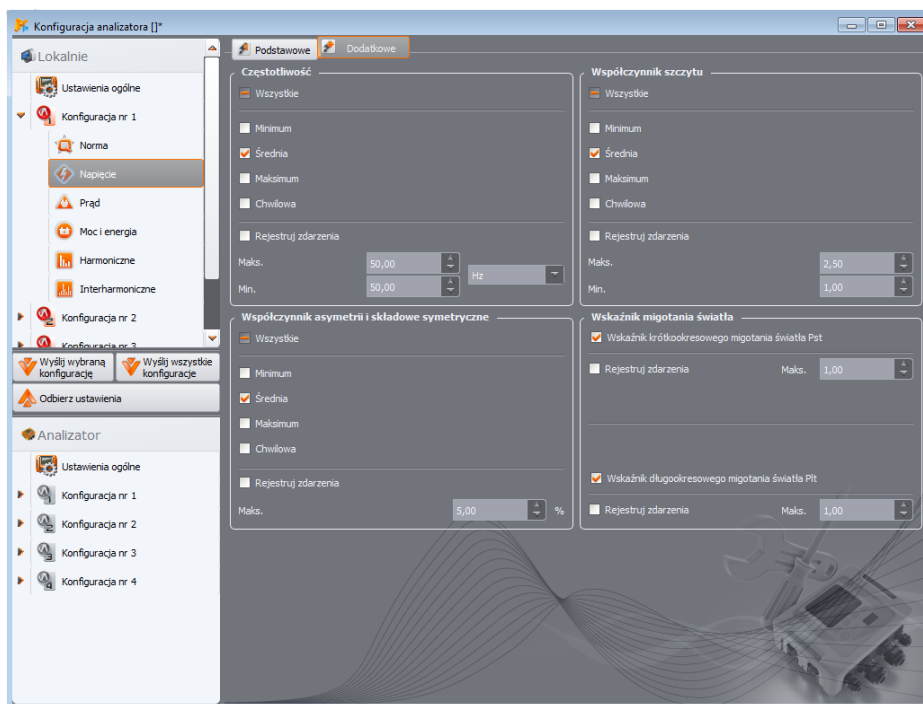 Konfiguracja analizatora []*
Lokalnie
Ustawienia ogólne
Konfiguracja nr 1
Norma
Napięcie
Prąd
Moc i energia
Harmoniczne
Interharmoniczne
Konfiguracja nr 2
Konfiguracja nr 3
Wyślij wybraną konfigurację
Wyślij wszystkie konfiguracje
Odbierz ustawienia
Analizator
Ustawienia ogólne
Konfiguracja nr 1
Konfiguracja nr 2
Konfiguracja nr 3
Konfiguracja nr 4
Podstawowe
Dodatkowe
Częstotliwość
Wszystkie
Minimum
Średnia
Maksimum
Chwilowa
Rejestruj zdarzenia
Maks. 50,00
Hz
Min. 50,00
Współczynnik szczytu
Wszystkie
Minimum
Średnia
Maksimum
Chwilowa
Rejestruj zdarzenia
Maks. 2,50
Min. 1,00
Współczynnik asymetrii i składowe symetryczne
Wszystkie
Minimum
Średnia
Maksimum
Chwilowa
Rejestruj zdarzenia
Maks. 5,00 %
Wskaźnik migotania światła
Wskaźnik krótkookresowego migotania światła Pst
Rejestruj zdarzenia Maks. 1,00
Wskaźnik długookresowego migotania światła Plt
Rejestruj zdarzenia Maks. 1,00